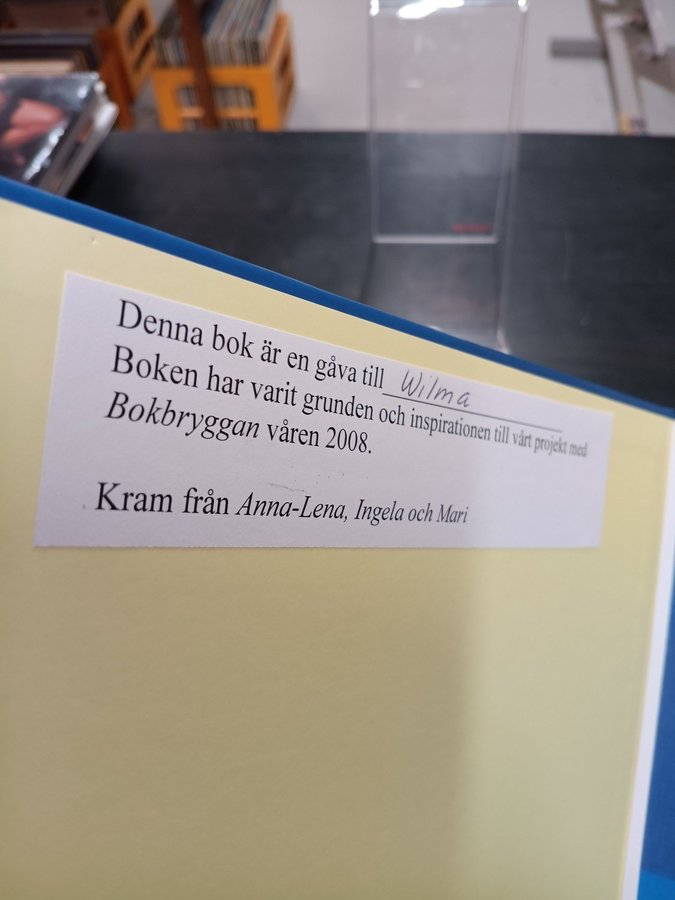 Denna bok är en gåva till Wilma
Boken har varit grunden och inspirationen till vårt projekt med
Bokbryggan våren 2008.
Kram från Anna-Lena, Ingela och Mari